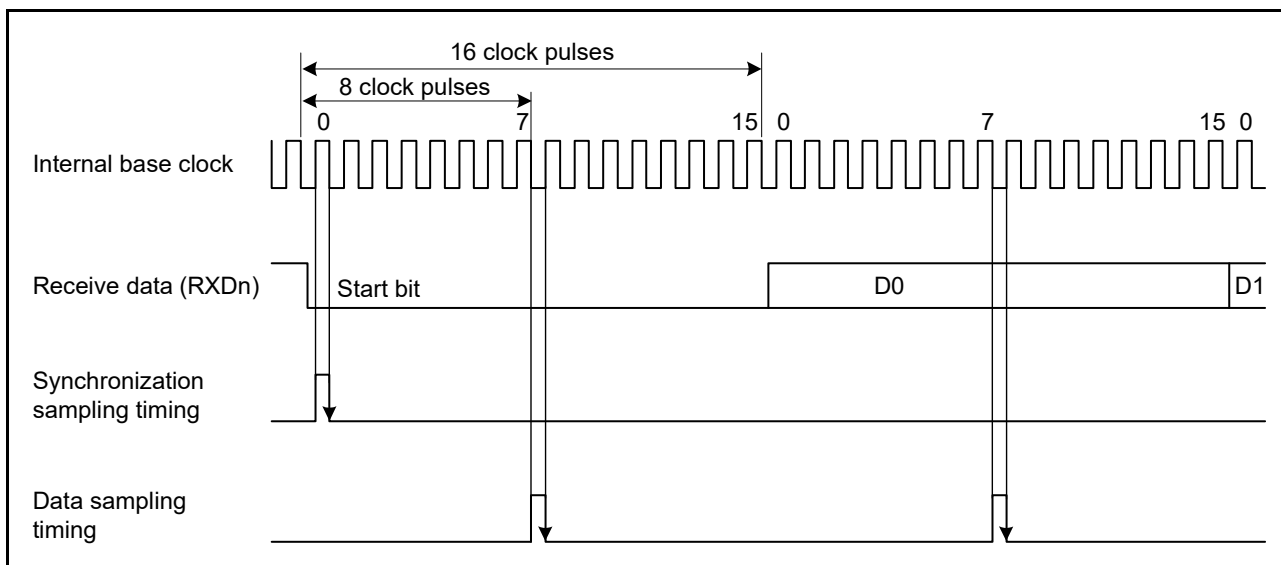 16 clock pulses
8 clock pulses
0 7 15 0 7 15 0
Internal base clock
Receive data (RXDn) Start bit D0 D1
Synchronization
sampling timing
Data sampling
timing